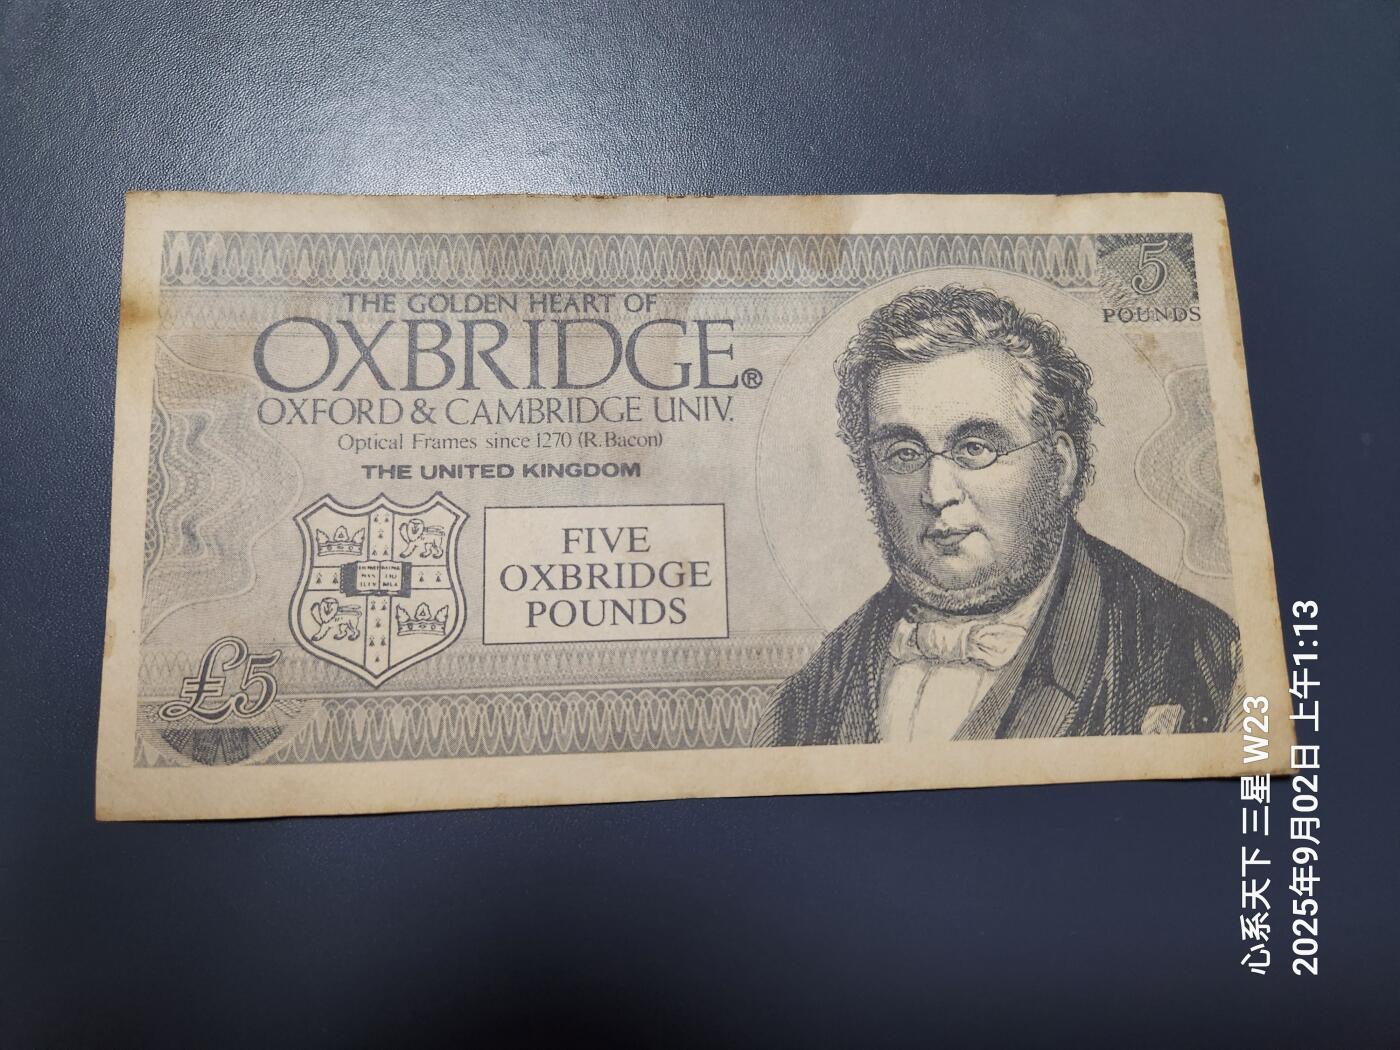 5
POUNDS
THE GOLDEN HEART OF
OXBRIDGE®
OXFORD & CAMBRIDGE UNIV.
Optical Frames since 1270 (R.Bacon)
THE UNITED KINGDOM
FIVE
OXBRIDGE
POUNDS
£5
心系天下 三星 W23
2025年9月02日 上午1:13